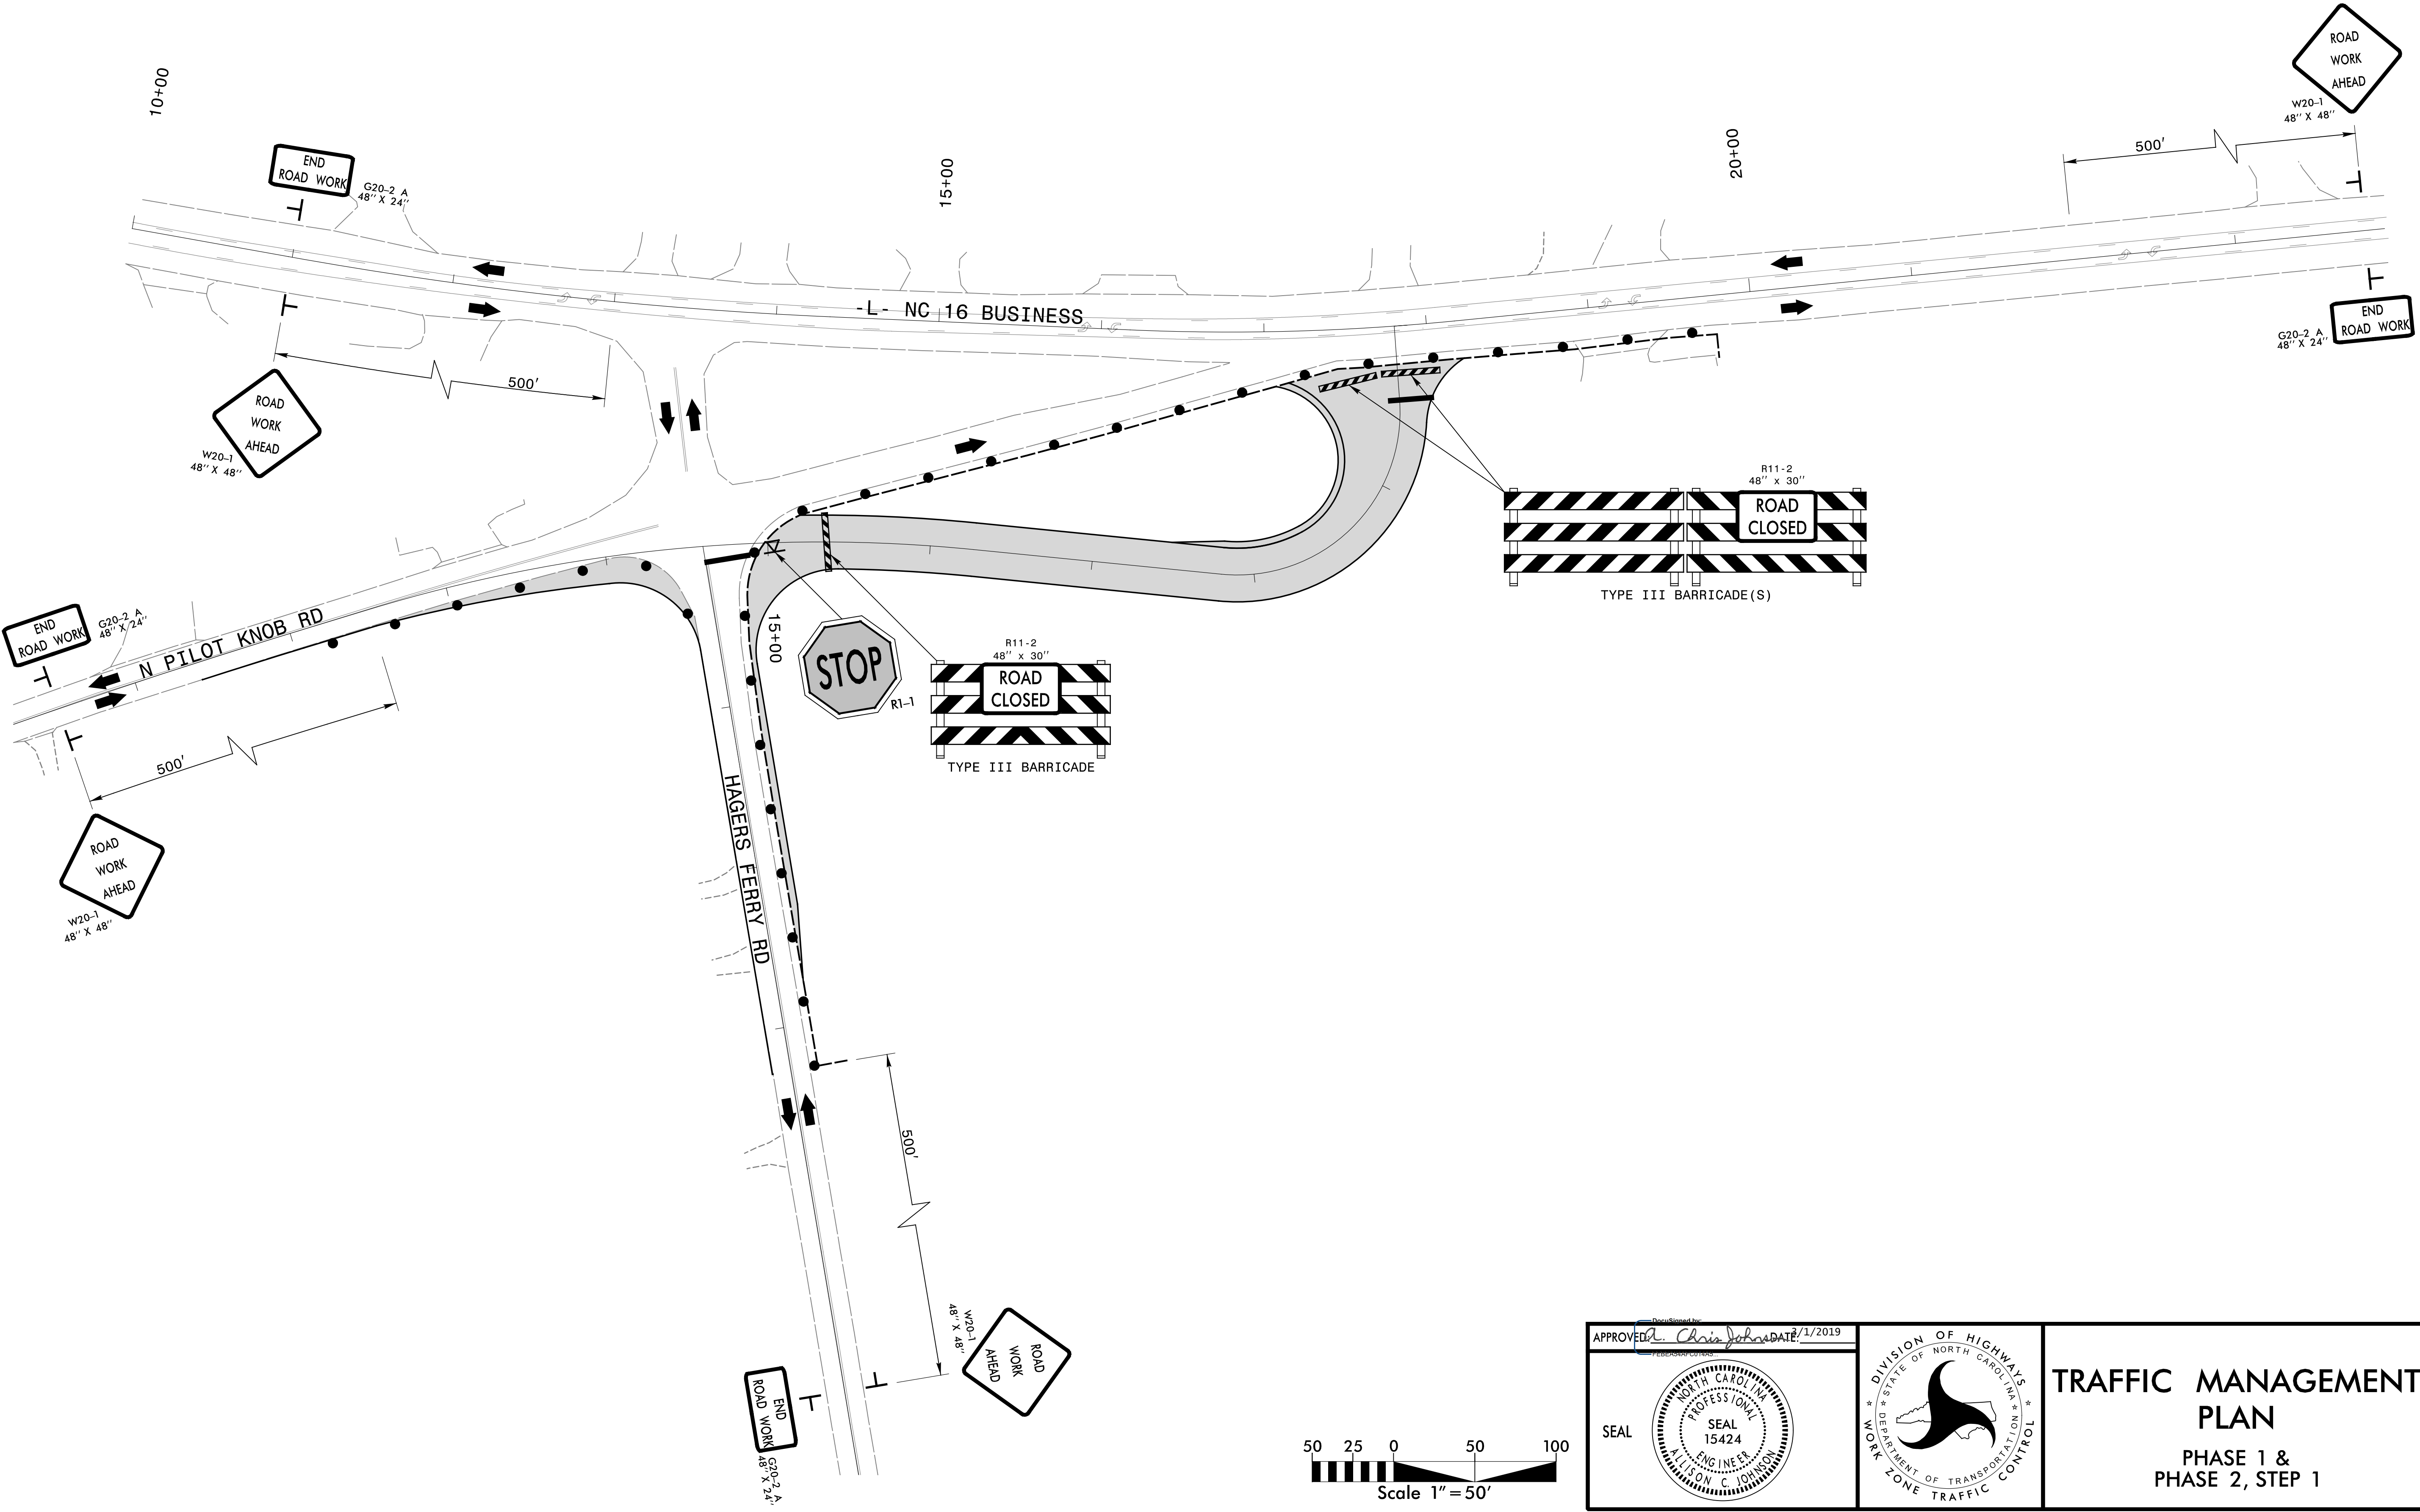 10+00
15+00
20+00
ROAD
WORK
AHEAD
W20-1
48" X 48"
500'
END
ROAD WORK
G20-2 A
48" X 24"
-L- NC 16 BUSINESS
END
ROAD WORK
G20-2 A
48" X 24"
500'
ROAD
WORK
AHEAD
W20-1
48" X 48"
R11-2
48" x 30"
ROAD
CLOSED
TYPE III BARRICADE(S)
END
ROAD WORK
G20-2 A
48" X 24"
N PILOT KNOB RD
15+00
STOP
R1-1
R11-2
48" x 30"
ROAD
CLOSED
TYPE III BARRICADE
500'
ROAD
WORK
AHEAD
W20-1
48" X 48"
HAGERS FERRY RD
500'
ROAD
WORK
AHEAD
W20-1
48" X 48"
END
ROAD WORK
G20-2 A
48" X 24"
50 25 0 50 100
Scale 1"=50'
DocuSigned by:
APPROVED: A. Chris Johnson DATE: /1/2019
SEAL
NORTH CAROLINA
PROFESSIONAL
SEAL
15424
ENGINEER
ALLISON C. JOHNSON
DIVISION OF HIGHWAYS
STATE OF NORTH CAROLINA
DEPARTMENT OF TRANSPORTATION
WORK ZONE TRAFFIC CONTROL
TRAFFIC MANAGEMENT
PLAN
PHASE 1 &
PHASE 2, STEP 1